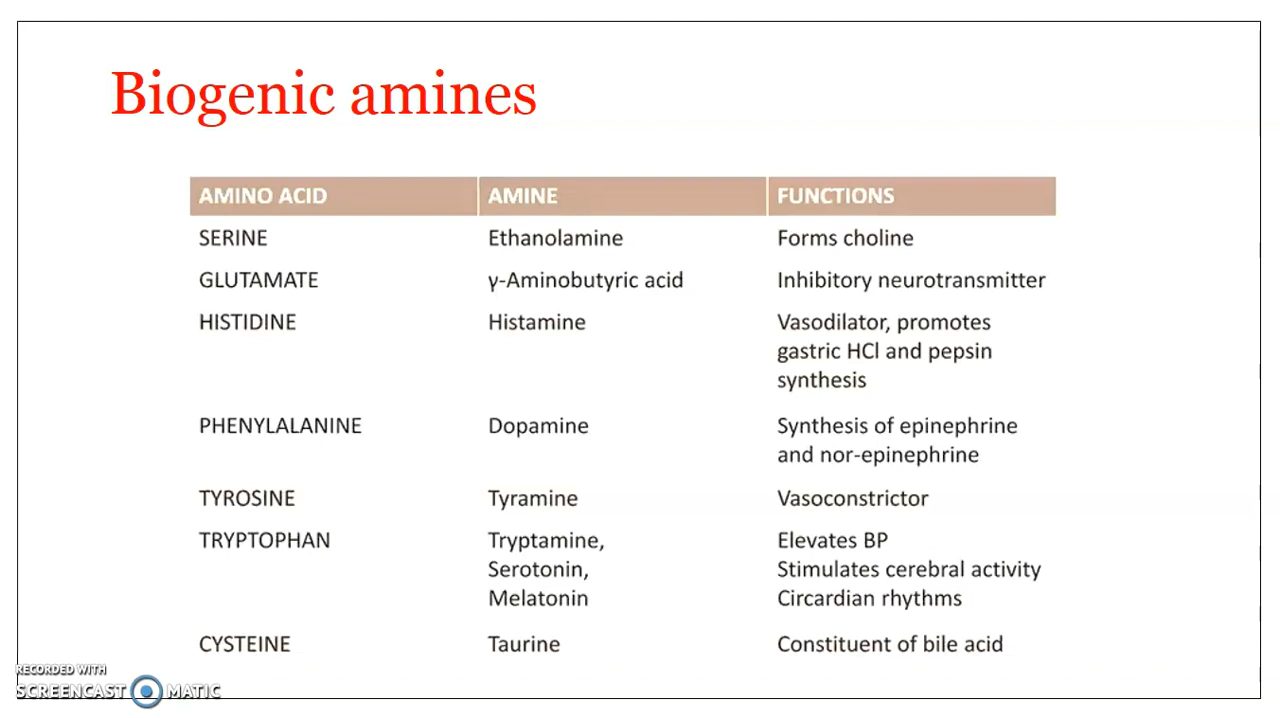 Biogenic amines
AMINO ACID AMINE FUNCTIONS
SERINE Ethanolamine Forms choline
GLUTAMATE γ-Aminobutyric acid Inhibitory neurotransmitter
HISTIDINE Histamine Vasodilator, promotes
gastric HCl and pepsin
synthesis
PHENYLALANINE Dopamine Synthesis of epinephrine
and nor-epinephrine
TYROSINE Tyramine Vasoconstrictor
TRYPTOPHAN Tryptamine, Elevates BP
Serotonin, Stimulates cerebral activity
Melatonin Circardian rhythms
CYSTEINE Taurine Constituent of bile acid
RECORDED WITH
SCREENCAST MATIC